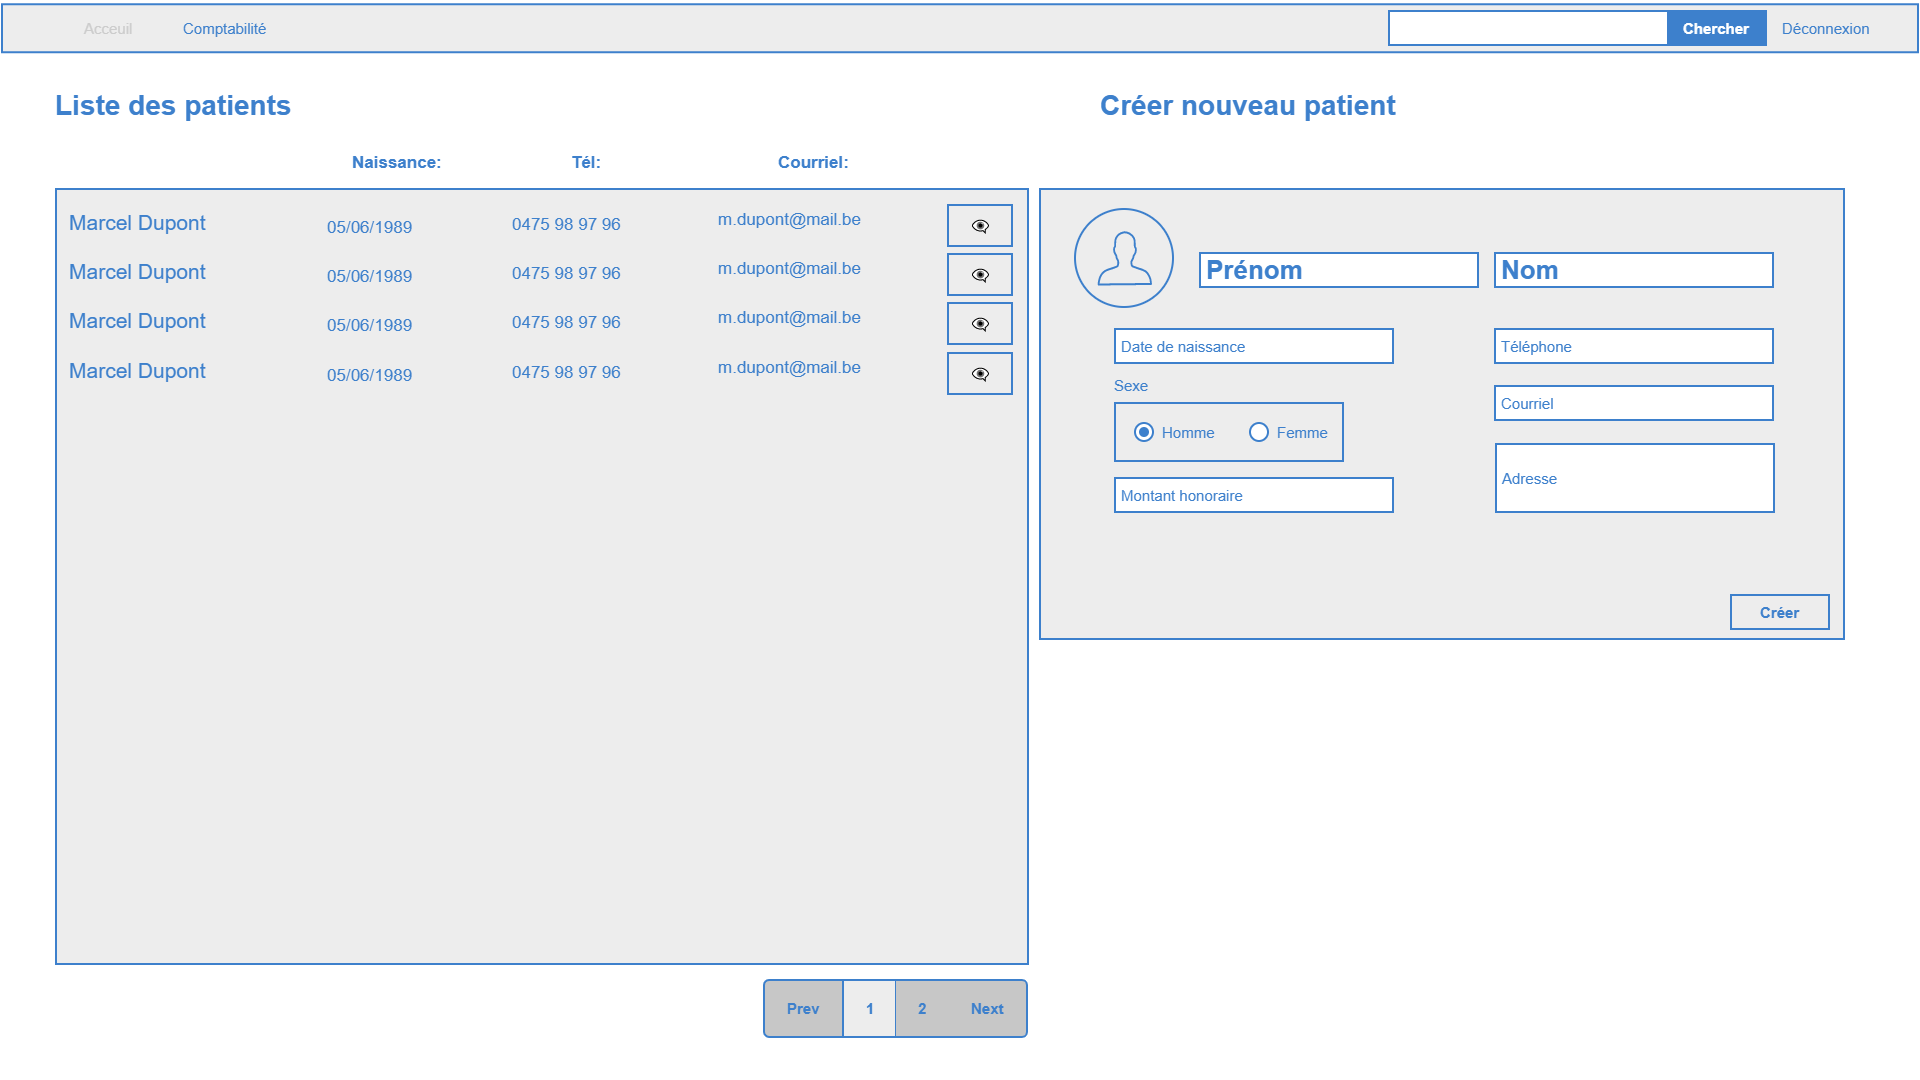 Acceuil Comptabilité Chercher Déconnexion
Liste des patients
Naissance: Tél: Courriel:
Marcel Dupont 05/06/1989 0475 98 97 96 m.dupont@mail.be
Marcel Dupont 05/06/1989 0475 98 97 96 m.dupont@mail.be
Marcel Dupont 05/06/1989 0475 98 97 96 m.dupont@mail.be
Marcel Dupont 05/06/1989 0475 98 97 96 m.dupont@mail.be
Prev 1 2 Next
Créer nouveau patient
Prénom Nom
Date de naissance Téléphone
Sexe
Courriel
Homme Femme
Adresse
Montant honoraire
Créer